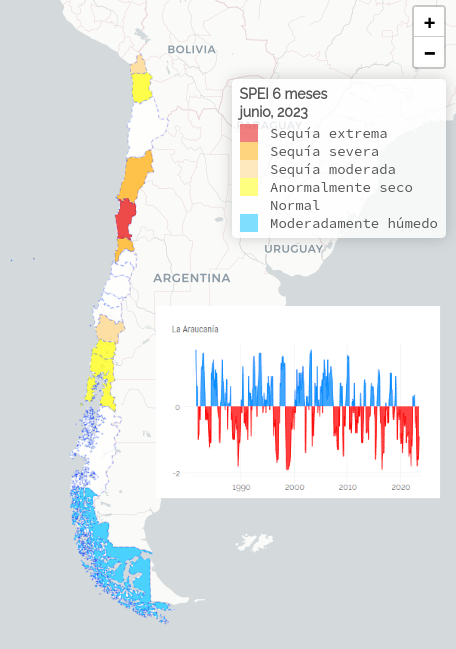 BOLIVIA
+
−
SPEI 6 meses
junio, 2023
Sequía extrema
Sequía severa
Sequía moderada
Anormalmente seco
Normal
Moderadamente húmedo
URUGUAY
ARGENTINA
La Araucanía
0
-2
1990
2000
2010
2020